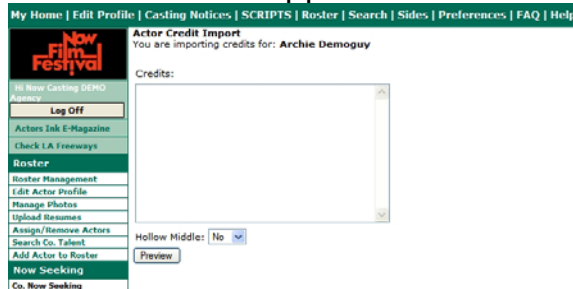 My Home | Edit Profile | Casting Notices | SCRIPTS | Roster | Search | Sides | Preferences | FAQ | Help
Now
Film
Festival
Hi Now Casting DEMO
Agency
Log Off
Actors Ink E-Magazine
Check LA Freeways
Roster
Roster Management
Edit Actor Profile
Manage Photos
Upload Resumes
Assign/Remove Actors
Search Co. Talent
Add Actor to Roster
Now Seeking
Co. Now Seeking
Actor Credit Import
You are importing credits for: Archie Demoguy
Credits:
Hollow Middle: No
Preview